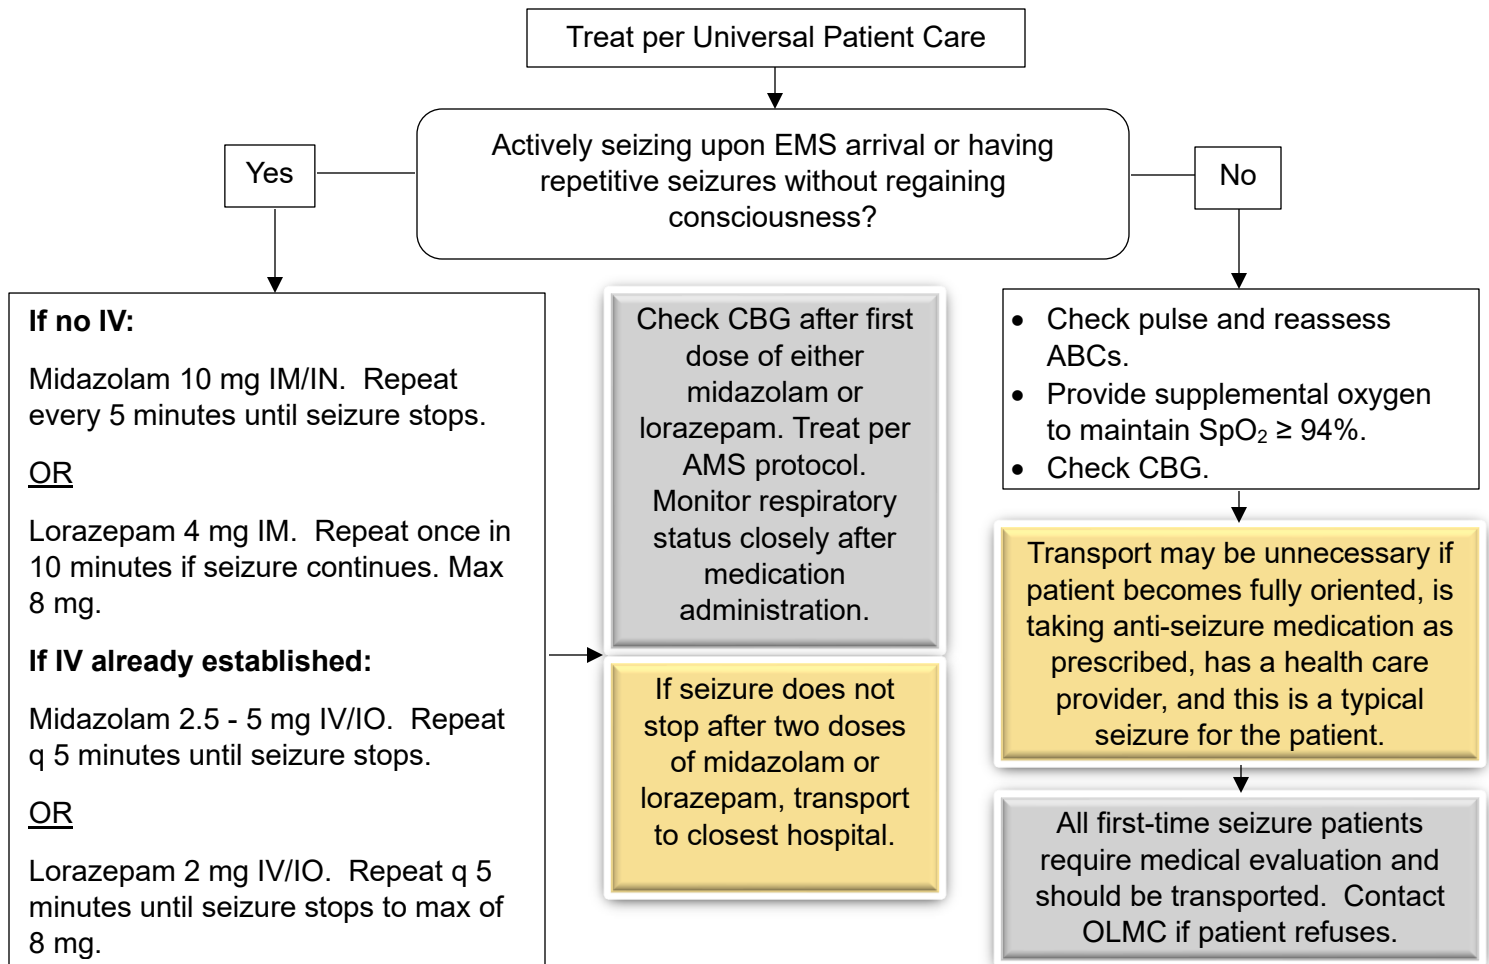 Treat per Universal Patient Care
Actively seizing upon EMS arrival or having
repetitive seizures without regaining
consciousness?
Yes
No
If no IV:
Midazolam 10 mg IM/IN.  Repeat
every 5 minutes until seizure stops.
OR
Lorazepam 4 mg IM.  Repeat once in
10 minutes if seizure continues. Max
8 mg.
If IV already established:
Midazolam 2.5 - 5 mg IV/IO.  Repeat
q 5 minutes until seizure stops.
OR
Lorazepam 2 mg IV/IO.  Repeat q 5
minutes until seizure stops to max of
8 mg.
Check CBG after first
dose of either
midazolam or
lorazepam. Treat per
AMS protocol.
Monitor respiratory
status closely after
medication
administration.
If seizure does not
stop after two doses
of midazolam or
lorazepam, transport
to closest hospital.
• Check pulse and reassess
ABCs.
• Provide supplemental oxygen
to maintain SpO₂ ≥ 94%.
• Check CBG.
Transport may be unnecessary if
patient becomes fully oriented, is
taking anti-seizure medication as
prescribed, has a health care
provider, and this is a typical
seizure for the patient.
All first-time seizure patients
require medical evaluation and
should be transported.  Contact
OLMC if patient refuses.